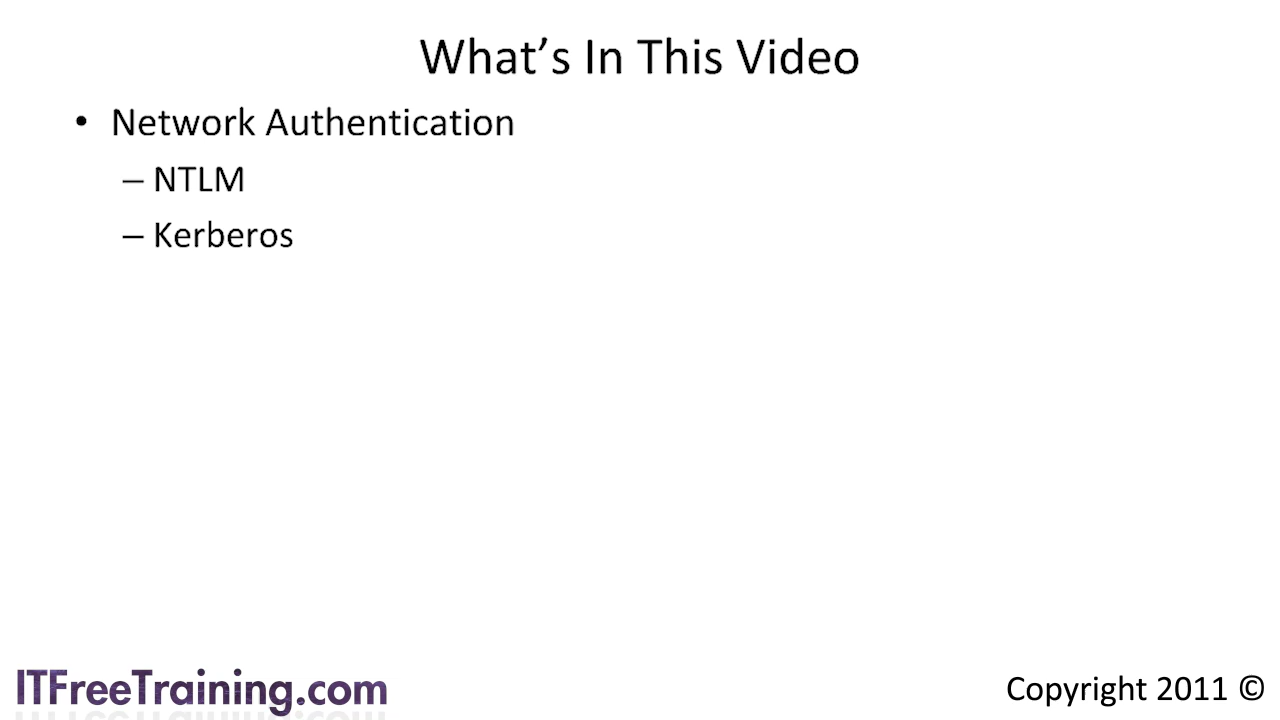 What's In This Video
• Network Authentication
– NTLM
– Kerberos
ITFreeTraining.com
Copyright 2011 ©